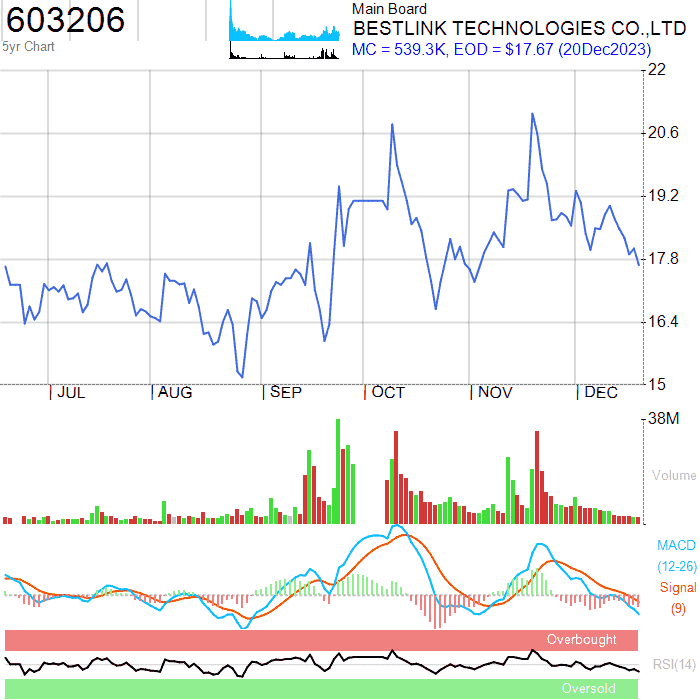 603206
5yr Chart
Main Board
BESTLINK TECHNOLOGIES CO.,LTD
MC = 539.3K, EOD = $17.67 (20Dec2023)
22
20.6
19.2
17.8
16.4
15
JUL AUG SEP OCT NOV DEC
38M
Volume
MACD
(12-26)
Signal
(9)
Overbought
RSI(14)
Oversold